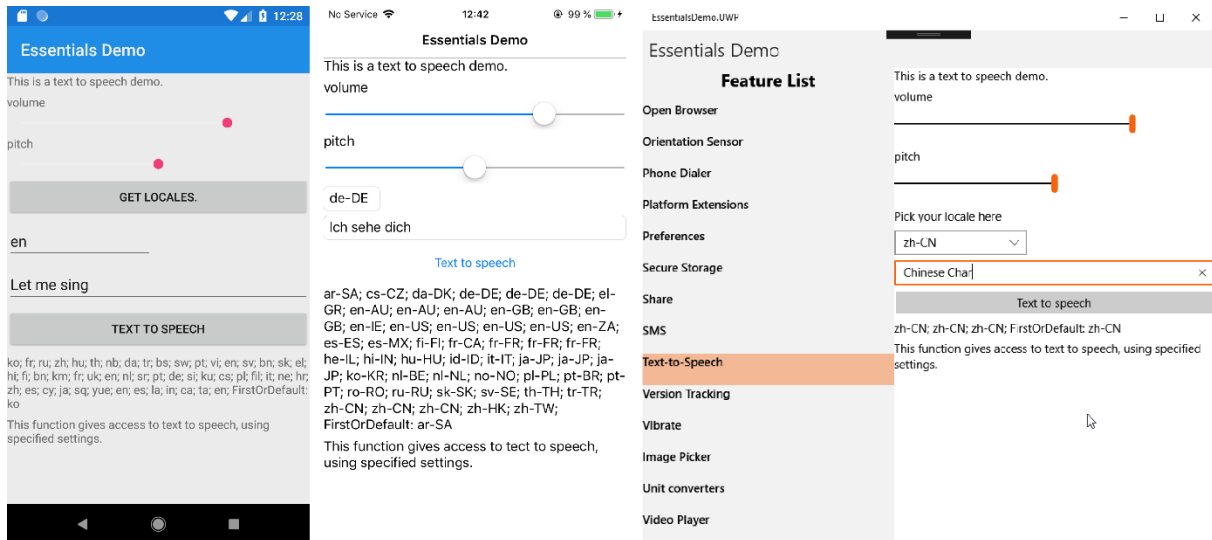 12:28
Essentials Demo
This is a text to speech demo.
volume
pitch
GET LOCALES.
en
Let me sing
TEXT TO SPEECH
ko; fr; ru; zh; hu; th; nb; da; tr; bs; sw; pt; vi; en; sv; bn; sk; el;
hi; fi; bn; km; fr; uk; en; nl; sr; pt; de; si; ku; cs; pl; fil; it; ne; hr;
zh; es; cy; ja; sq; yue; en; es; la; in; ca; ta; en; FirstOrDefault:
ko
This function gives access to text to speech, using
specified settings.
No Service
12:42
99 %
Essentials Demo
This is a text to speech demo.
volume
pitch
de-DE
Ich sehe dich
Text to speech
ar-SA; cs-CZ; da-DK; de-DE; de-DE; de-DE; el-
GR; en-AU; en-AU; en-AU; en-GB; en-GB; en-
GB; en-IE; en-US; en-US; en-US; en-US; en-ZA;
es-ES; es-MX; fi-FI; fr-CA; fr-FR; fr-FR; fr-FR;
he-IL; hi-IN; hu-HU; id-ID; it-IT; ja-JP; ja-JP; ja-
JP; ko-KR; nl-BE; nl-NL; no-NO; pl-PL; pt-BR; pt-
PT; ro-RO; ru-RU; sk-SK; sv-SE; th-TH; tr-TR;
zh-CN; zh-CN; zh-CN; zh-HK; zh-TW;
FirstOrDefault: ar-SA
This function gives access to tect to speech,
using specified settings.
EssentialsDemo.UWP
Essentials Demo
Feature List
Open Browser
Orientation Sensor
Phone Dialer
Platform Extensions
Preferences
Secure Storage
Share
SMS
Text-to-Speech
Version Tracking
Vibrate
Image Picker
Unit converters
Video Player
This is a text to speech demo.
volume
pitch
Pick your locale here
zh-CN
Chinese Char
Text to speech
zh-CN; zh-CN; zh-CN; FirstOrDefault: zh-CN
This function gives access to text to speech, using specified
settings.